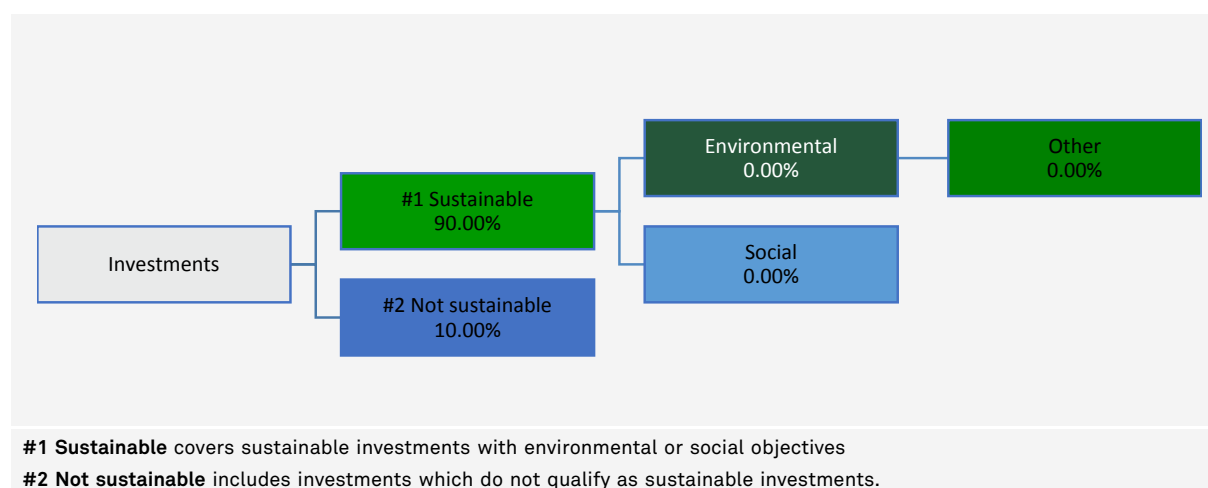 Investments
#1 Sustainable
90.00%
#2 Not sustainable
10.00%
Environmental
0.00%
Social
0.00%
Other
0.00%
#1 Sustainable covers sustainable investments with environmental or social objectives
#2 Not sustainable includes investments which do not qualify as sustainable investments.